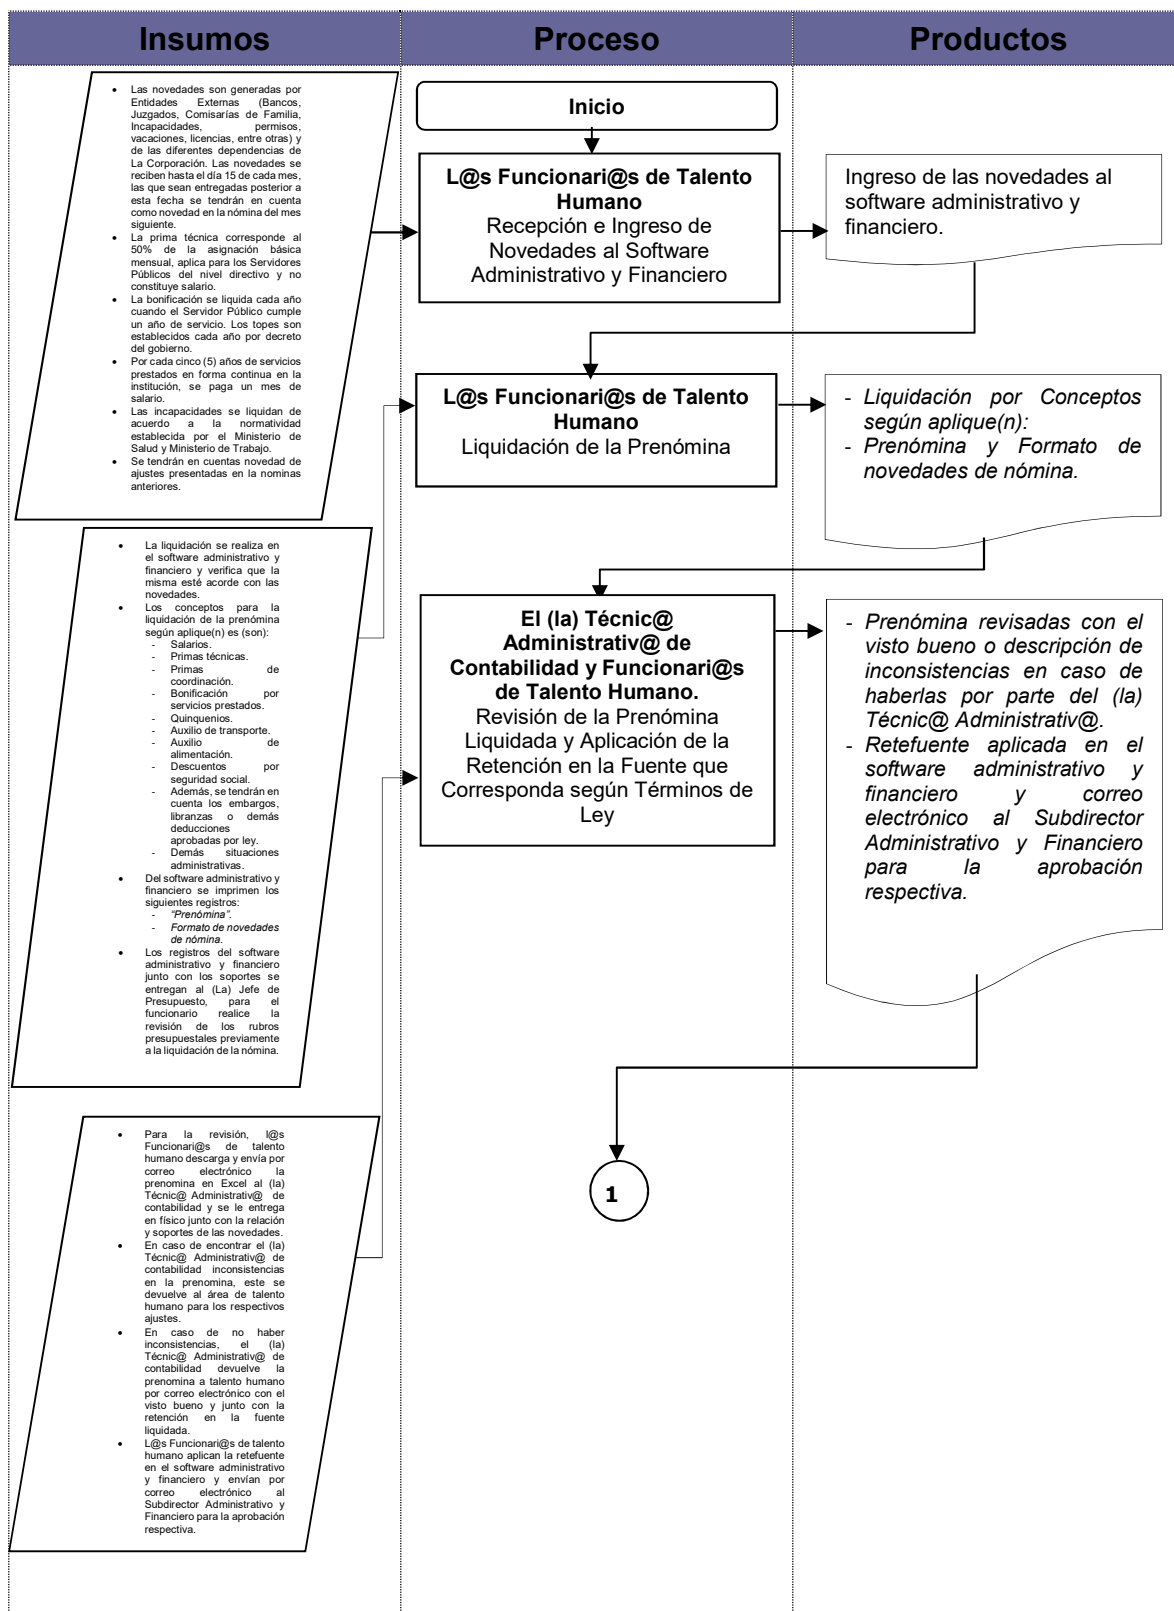 Insumos
Proceso
Productos
• Las novedades son generadas por
Entidades Externas (Bancos,
Juzgados, Comisarías de Familia,
Incapacidades, permisos,
vacaciones, licencias, entre otras) y
de las diferentes dependencias de
La Corporación. Las novedades se
reciben hasta el día 15 de cada mes,
las que sean entregadas posterior a
esta fecha se tendrán en cuenta
como novedad en la nómina del mes
siguiente.
• La prima técnica corresponde al
50% de la asignación básica
mensual, aplica para los Servidores
Públicos del nivel directivo y no
constituye salario.
• La bonificación se liquida cada año
cuando el Servidor Público cumple
un año de servicio. Los topes son
establecidos cada año por decreto
del gobierno.
• Por cada cinco (5) años de servicios
prestados en forma continua en la
institución, se paga un mes de
salario.
• Las incapacidades se liquidan de
acuerdo a la normatividad
establecida por el Ministerio de
Salud y Ministerio de Trabajo.
• Se tendrán en cuentas novedad de
ajustes presentadas en la nominas
anteriores.
Inicio
L@s Funcionari@s de Talento
Humano
Recepción e Ingreso de
Novedades al Software
Administrativo y Financiero
Ingreso de las novedades al
software administrativo y
financiero.
L@s Funcionari@s de Talento
Humano
Liquidación de la Prenómina
- Liquidación por Conceptos
según aplique(n):
- Prenómina y Formato de
novedades de nómina.
• La liquidación se realiza en
el software administrativo y
financiero y verifica que la
misma esté acorde con las
novedades.
• Los conceptos para la
liquidación de la prenómina
según aplique(n) es (son):
- Salarios.
- Primas técnicas.
- Primas de
coordinación.
- Bonificación por
servicios prestados.
- Quinquenios.
- Auxilio de transporte.
- Auxilio de
alimentación.
- Descuentos por
seguridad social.
- Además, se tendrán en
cuenta los embargos,
libranzas o demás
deducciones
aprobadas por ley.
- Demás situaciones
administrativas.
• Del software administrativo y
financiero se imprimen los
siguientes registros:
- “Prenómina”.
- Formato de novedades
de nómina.
• Los registros del software
administrativo y financiero
junto con los soportes se
entregan al (La) Jefe de
Presupuesto, para el
funcionario realice la
revisión de los rubros
presupuestales previamente
a la liquidación de la nómina.
El (la) Técnic@
Administrativ@ de
Contabilidad y Funcionari@s
de Talento Humano.
Revisión de la Prenómina
Liquidada y Aplicación de la
Retención en la Fuente que
Corresponda según Términos de
Ley
- Prenómina revisadas con el
visto bueno o descripción de
inconsistencias en caso de
haberlas por parte del (la)
Técnic@ Administrativ@.
- Retefuente aplicada en el
software administrativo y
financiero y correo
electrónico al Subdirector
Administrativo y Financiero
para la aprobación
respectiva.
• Para la revisión, l@s
Funcionari@s de talento
humano descarga y envía por
correo electrónico la
prenomina en Excel al (la)
Técnic@ Administrativ@ de
contabilidad y se le entrega
en físico junto con la relación
y soportes de las novedades.
• En caso de encontrar el (la)
Técnic@ Administrativ@ de
contabilidad inconsistencias
en la prenomina, este se
devuelve al área de talento
humano para los respectivos
ajustes.
• En caso de no haber
inconsistencias, el (la)
Técnic@ Administrativ@ de
contabilidad devuelve la
prenomina a talento humano
por correo electrónico con el
visto bueno y junto con la
retención en la fuente
liquidada.
• L@s Funcionari@s de talento
humano aplican la retefuente
en el software administrativo
y financiero y envían por
correo electrónico al
Subdirector Administrativo y
Financiero para la aprobación
respectiva.
1